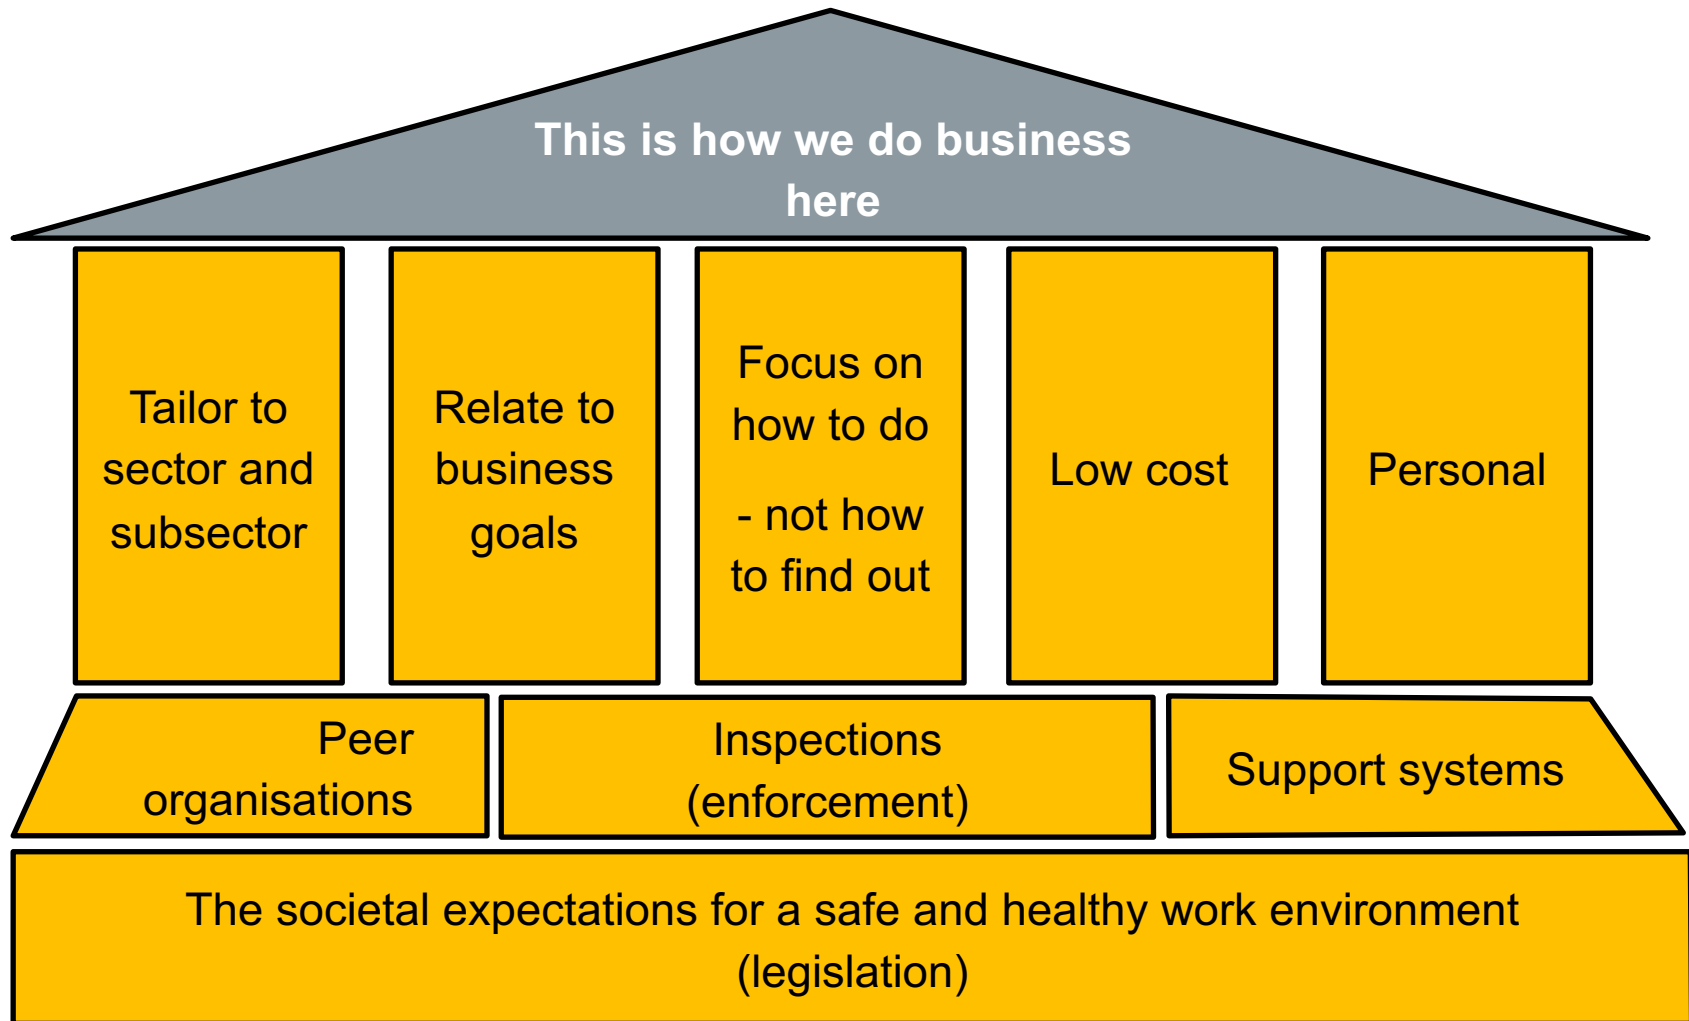 This is how we do business
here
Tailor to
sector and
subsector
Relate to
business
goals
Focus on
how to do
- not how
to find out
Low cost
Personal
Peer
organisations
Inspections
(enforcement)
Support systems
The societal expectations for a safe and healthy work environment
(legislation)